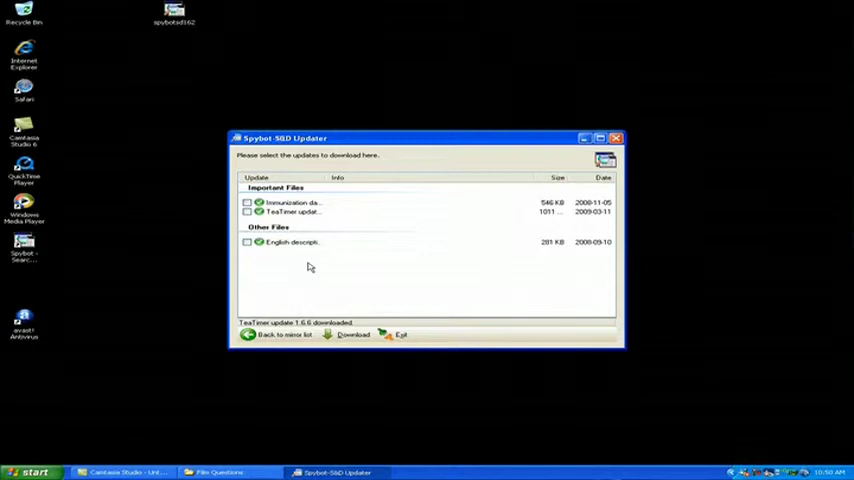 Recycle Bin
spybotsd162
Internet
Explorer
Safari
Camtasia
Studio 6
QuickTime
Player
Windows
Media Player
Spybot -
Searc...
avast!
Antivirus
Spybot-S&D Updater
Please select the updates to download here.
Update Info Size Date
Important Files
Immunization da... 546 KB 2008-11-05
TeaTimer updat... 1011 ... 2009-03-11
Other Files
English descripti.. 281 KB 2008-09-10
TeaTimer update 1.6.6 downloaded.
Back to mirror list Download Exit
start Camtasia Studio - Unt... Film Questions Spybot-S&D Updater 10:50 AM